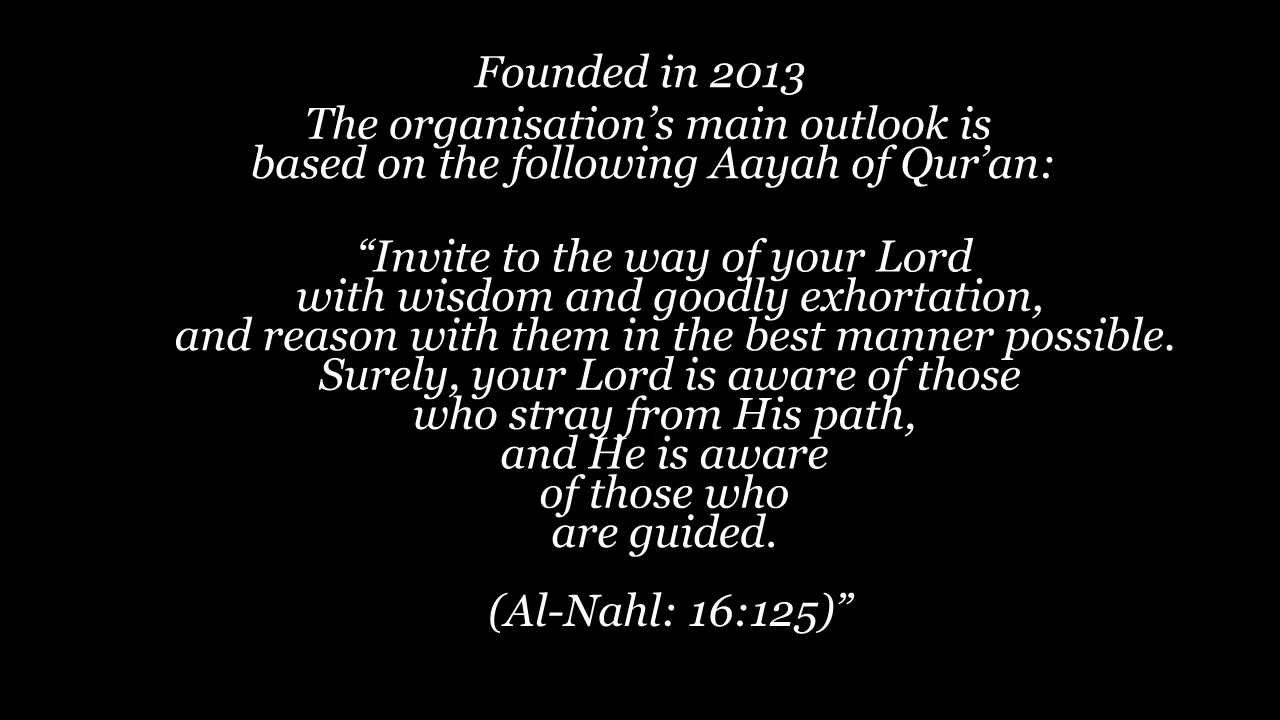 Founded in 2013
The organisation’s main outlook is
based on the following Aayah of Qur’an:
“Invite to the way of your Lord
with wisdom and goodly exhortation,
and reason with them in the best manner possible.
Surely, your Lord is aware of those
who stray from His path,
and He is aware
of those who
are guided.
(Al-Nahl: 16:125)”